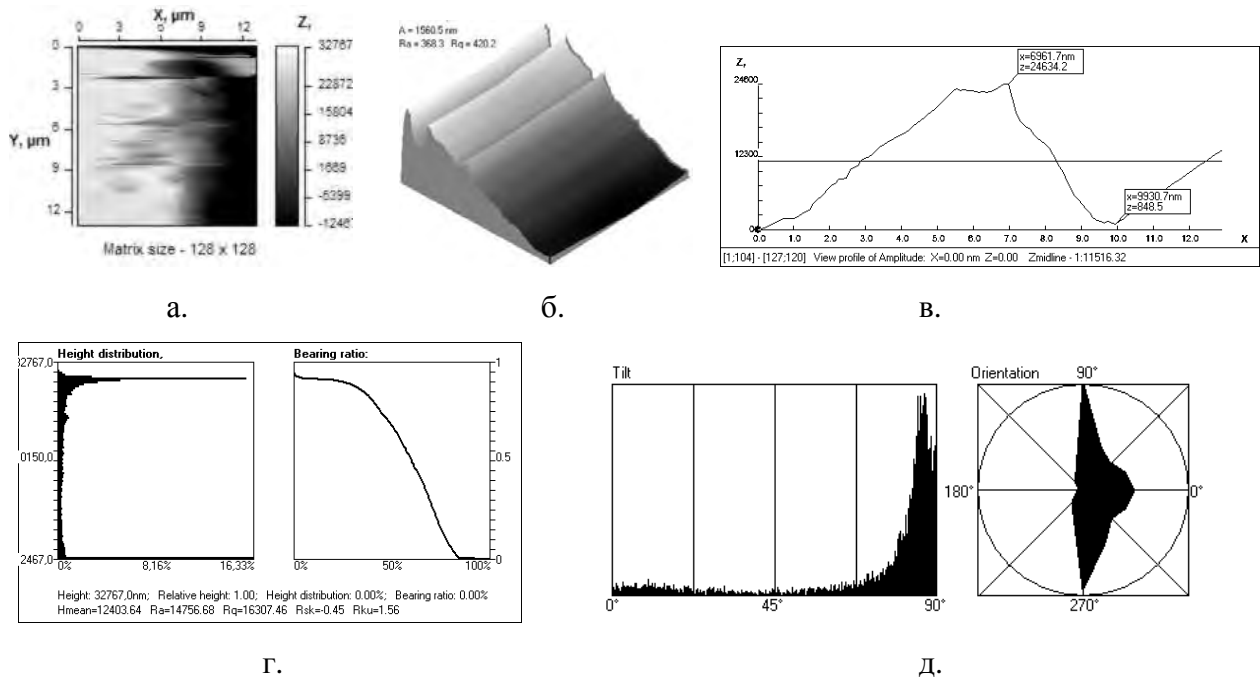 X, µm
0 3 6 9 12
Z,
0
3
6
Y, µm
9
12
32767
22872
15804
8736
1669
-5399
-12467
Matrix size - 128 x 128
A = 1560.5 nm
Ra = 368.3 Rq = 420.2
Z,
24600
12300
0
x=6961.7nm
z=24634.2
x=9930.7nm
z=848.5
0.0 1.0 2.0 3.0 4.0 5.0 6.0 7.0 8.0 9.0 10.0 11.0 12.0 X
[1;104] - [127;120] View profile of Amplitude: X=0.00 nm Z=0.00 Zmidline - 1:11516.32
а.
б.
в.
Height distribution,
32767,0
0150,0
2467,0
0% 8,16% 16,33%
Bearing ratio:
1
0.5
0
0% 50% 100%
Height: 32767,0nm; Relative height: 1.00; Height distribution: 0.00%; Bearing ratio: 0.00%
Hmean=12403.64 Ra=14756.68 Rq=16307.46 Rsk=-0.45 Rku=1.56
Tilt
0° 45° 90°
Orientation 90°
180° 0°
270°
г.
д.